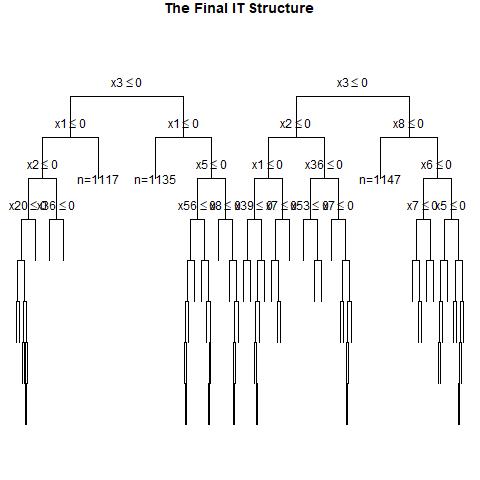 The Final IT Structure
x3 ≤ 0 x3 ≤ 0
x1 ≤ 0 x1 ≤ 0 x2 ≤ 0 x8 ≤ 0
x2 ≤ 0 n=1117 n=1135 x5 ≤ 0 x1 ≤ 0 x36 ≤ 0 n=1147 x6 ≤ 0
x20 ≤ 0 x36 ≤ 0 x56 ≤ 0 x39 ≤ 0 x7 ≤ 0 x53 ≤ 0 x7 ≤ 0 x7 ≤ 0 x5 ≤ 0